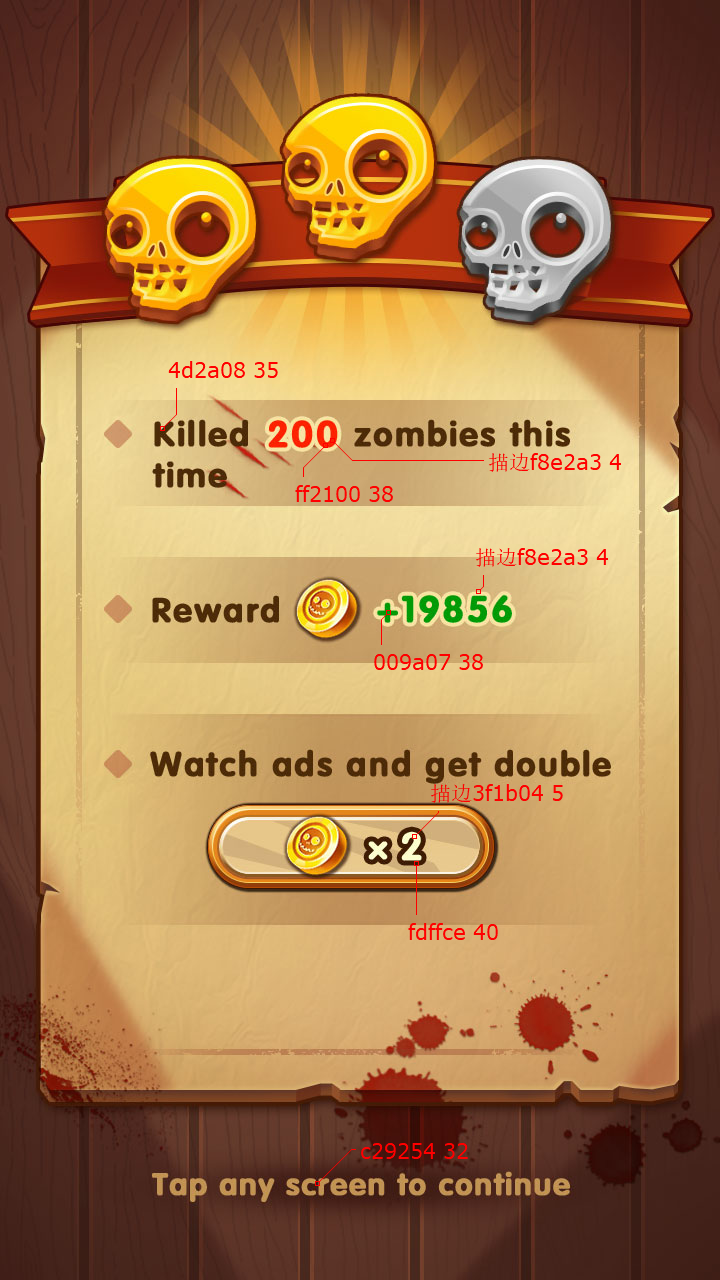 4d2a08 35
Killed 200 zombies this
time
描边f8e2a3 4
ff2100 38
描边f8e2a3 4
Reward +19856
009a07 38
Watch ads and get double
描边3f1b04 5
x2
fdffce 40
c29254 32
Tap any screen to continue